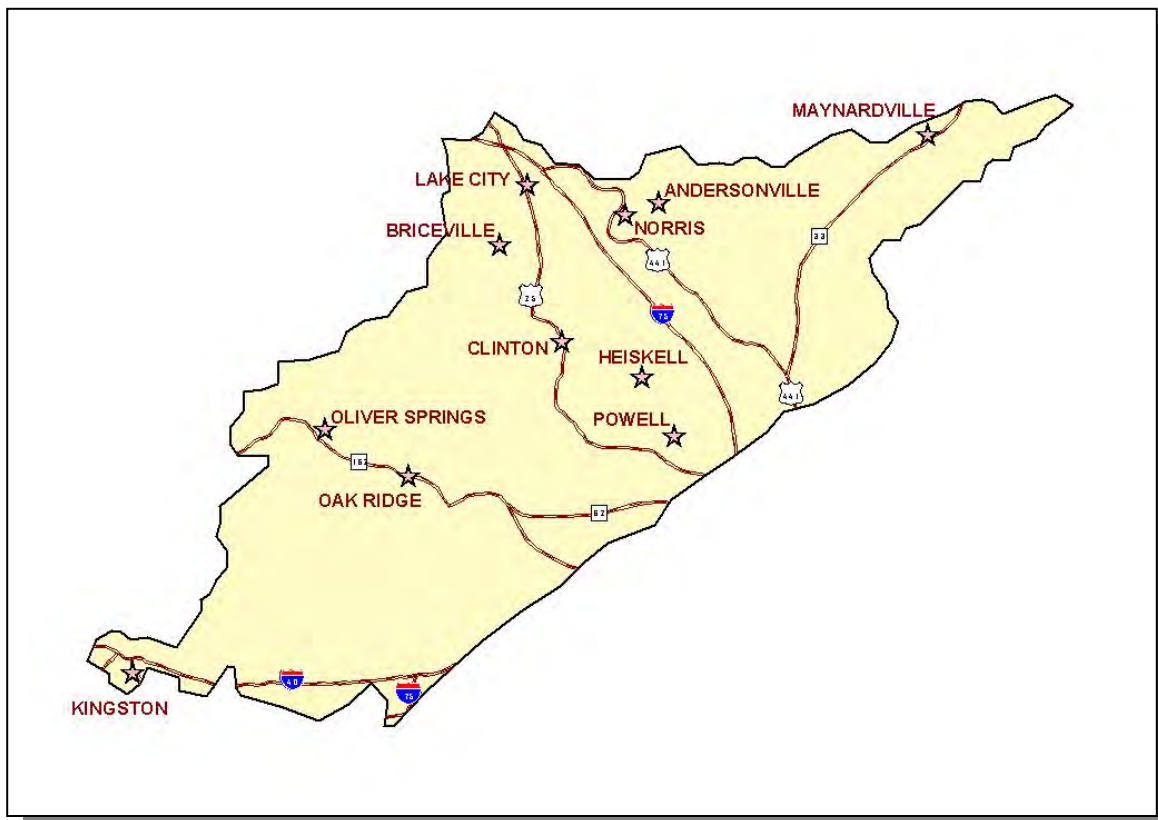 MAYNARDVILLE
LAKE CITY
ANDERSONVILLE
NORRIS
BRICEVILLE
33
441
25
75
CLINTON
HEISKELL
441
OLIVER SPRINGS
POWELL
162
OAK RIDGE
62
40
75
KINGSTON